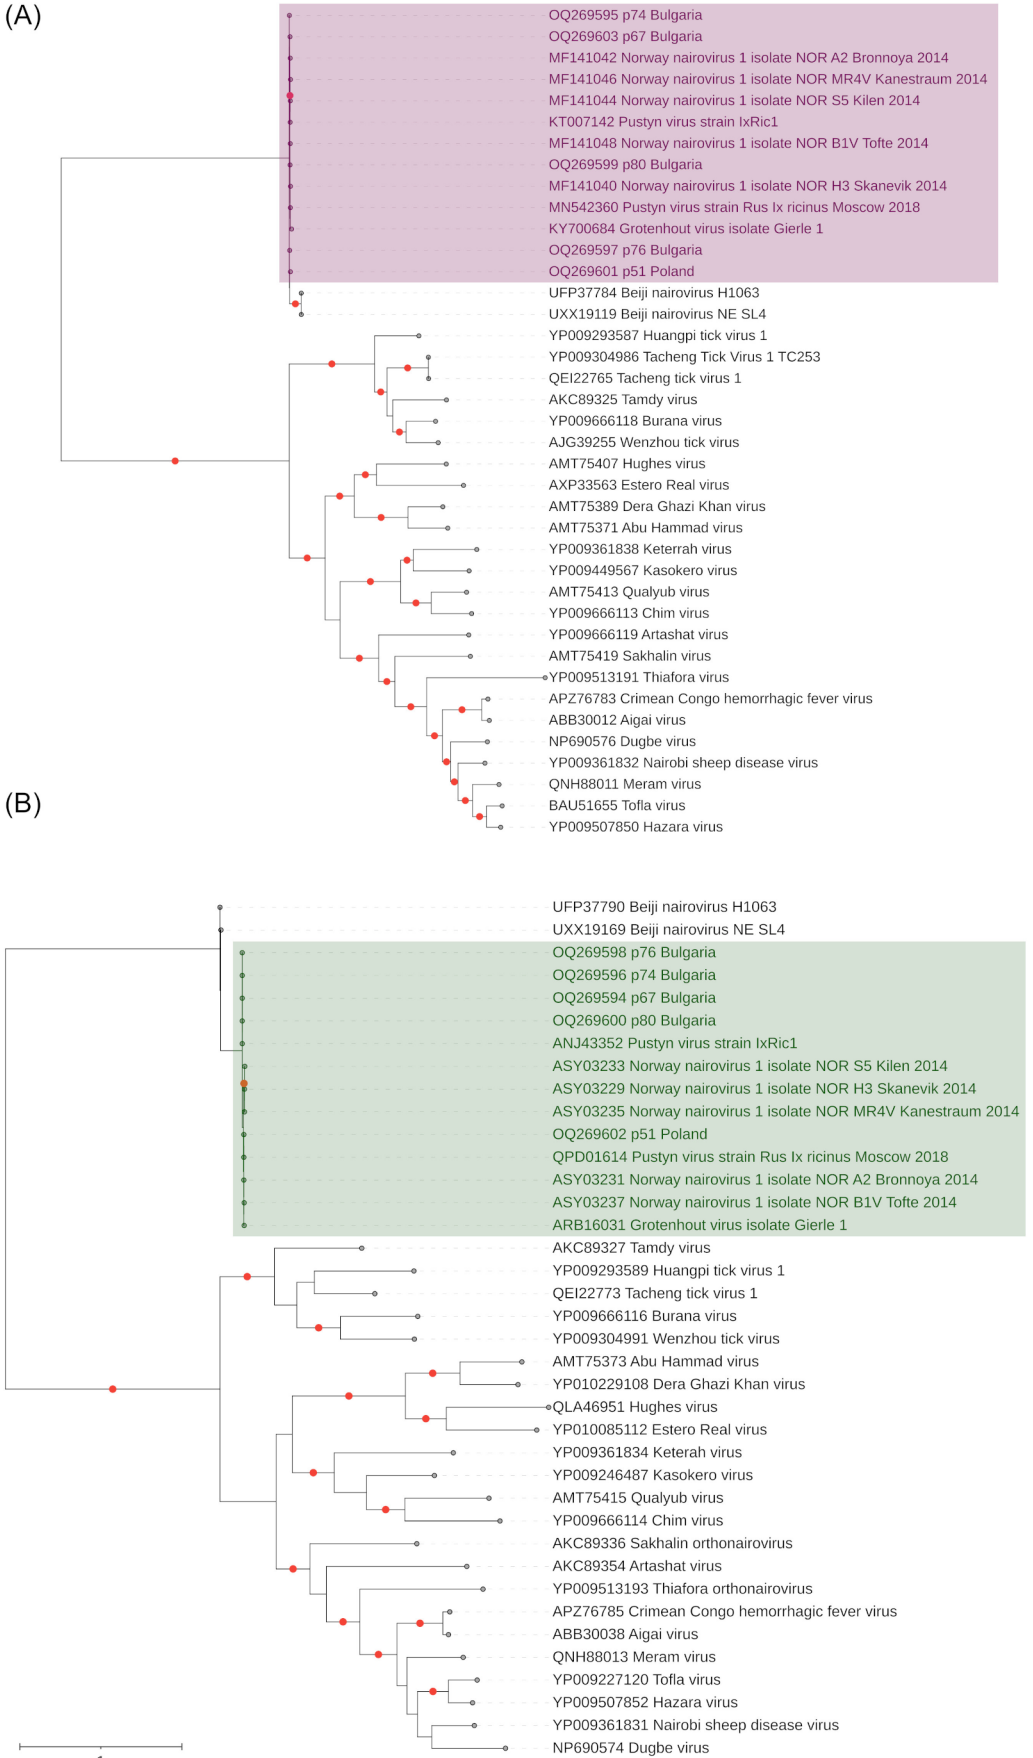 (A)
OQ269595 p74 Bulgaria
OQ269603 p67 Bulgaria
MF141042 Norway nairovirus 1 isolate NOR A2 Bronnoya 2014
MF141046 Norway nairovirus 1 isolate NOR MR4V Kanestraum 2014
MF141044 Norway nairovirus 1 isolate NOR S5 Kilen 2014
KT007142 Pustyn virus strain IxRic1
MF141048 Norway nairovirus 1 isolate NOR B1V Tofte 2014
OQ269599 p80 Bulgaria
MF141040 Norway nairovirus 1 isolate NOR H3 Skanevik 2014
MN542360 Pustyn virus strain Rus Ix ricinus Moscow 2018
KY700684 Grotenhout virus isolate Gierle 1
OQ269597 p76 Bulgaria
OQ269601 p51 Poland
UFP37784 Beiji nairovirus H1063
UXX19119 Beiji nairovirus NE SL4
YP009293587 Huangpi tick virus 1
YP009304986 Tacheng Tick Virus 1 TC253
QEI22765 Tacheng tick virus 1
AKC89325 Tamdy virus
YP009666118 Burana virus
AJG39255 Wenzhou tick virus
AMT75407 Hughes virus
AXP33563 Estero Real virus
AMT75389 Dera Ghazi Khan virus
AMT75371 Abu Hammad virus
YP009361838 Keterrah virus
YP009449567 Kasokero virus
AMT75413 Qualyub virus
YP009666113 Chim virus
YP009666119 Artashat virus
AMT75419 Sakhalin virus
YP009513191 Thiafora virus
APZ76783 Crimean Congo hemorrhagic fever virus
ABB30012 Aigai virus
NP690576 Dugbe virus
YP009361832 Nairobi sheep disease virus
QNH88011 Meram virus
BAU51655 Tofla virus
YP009507850 Hazara virus
(B)
UFP37790 Beiji nairovirus H1063
UXX19169 Beiji nairovirus NE SL4
OQ269598 p76 Bulgaria
OQ269596 p74 Bulgaria
OQ269594 p67 Bulgaria
OQ269600 p80 Bulgaria
ANJ43352 Pustyn virus strain IxRic1
ASY03233 Norway nairovirus 1 isolate NOR S5 Kilen 2014
ASY03229 Norway nairovirus 1 isolate NOR H3 Skanevik 2014
ASY03235 Norway nairovirus 1 isolate NOR MR4V Kanestraum 2014
OQ269602 p51 Poland
QPD01614 Pustyn virus strain Rus Ix ricinus Moscow 2018
ASY03231 Norway nairovirus 1 isolate NOR A2 Bronnoya 2014
ASY03237 Norway nairovirus 1 isolate NOR B1V Tofte 2014
ARB16031 Grotenhout virus isolate Gierle 1
AKC89327 Tamdy virus
YP009293589 Huangpi tick virus 1
QEI22773 Tacheng tick virus 1
YP009666116 Burana virus
YP009304991 Wenzhou tick virus
AMT75373 Abu Hammad virus
YP010229108 Dera Ghazi Khan virus
QLA46951 Hughes virus
YP010085112 Estero Real virus
YP009361834 Keterah virus
YP009246487 Kasokero virus
AMT75415 Qualyub virus
YP009666114 Chim virus
AKC89336 Sakhalin orthonairovirus
AKC89354 Artashat virus
YP009513193 Thiafora orthonairovirus
APZ76785 Crimean Congo hemorrhagic fever virus
ABB30038 Aigai virus
QNH88013 Meram virus
YP009227120 Tofla virus
YP009507852 Hazara virus
YP009361831 Nairobi sheep disease virus
NP690574 Dugbe virus